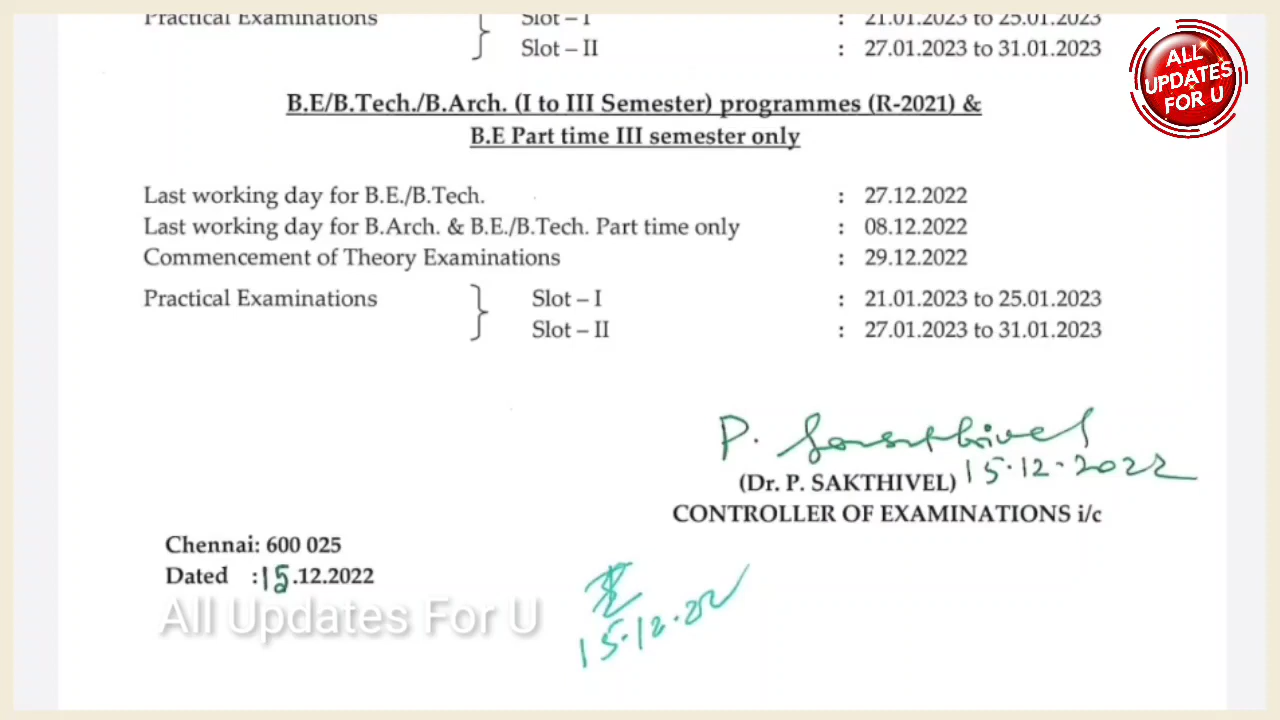 Practical Examinations } Slot – I : 21.01.2023 to 25.01.2023
Slot – II : 27.01.2023 to 31.01.2023
ALL
UPDATES
FOR U
B.E/B.Tech./B.Arch. (I to III Semester) programmes (R-2021) &
B.E Part time III semester only
Last working day for B.E./B.Tech. : 27.12.2022
Last working day for B.Arch. & B.E./B.Tech. Part time only : 08.12.2022
Commencement of Theory Examinations : 29.12.2022
Practical Examinations } Slot – I : 21.01.2023 to 25.01.2023
Slot – II : 27.01.2023 to 31.01.2023
P. Sakthivel
(Dr. P. SAKTHIVEL) 15.12.2022
CONTROLLER OF EXAMINATIONS i/c
Chennai: 600 025
Dated :15.12.2022
All Updates For U
15.12.22